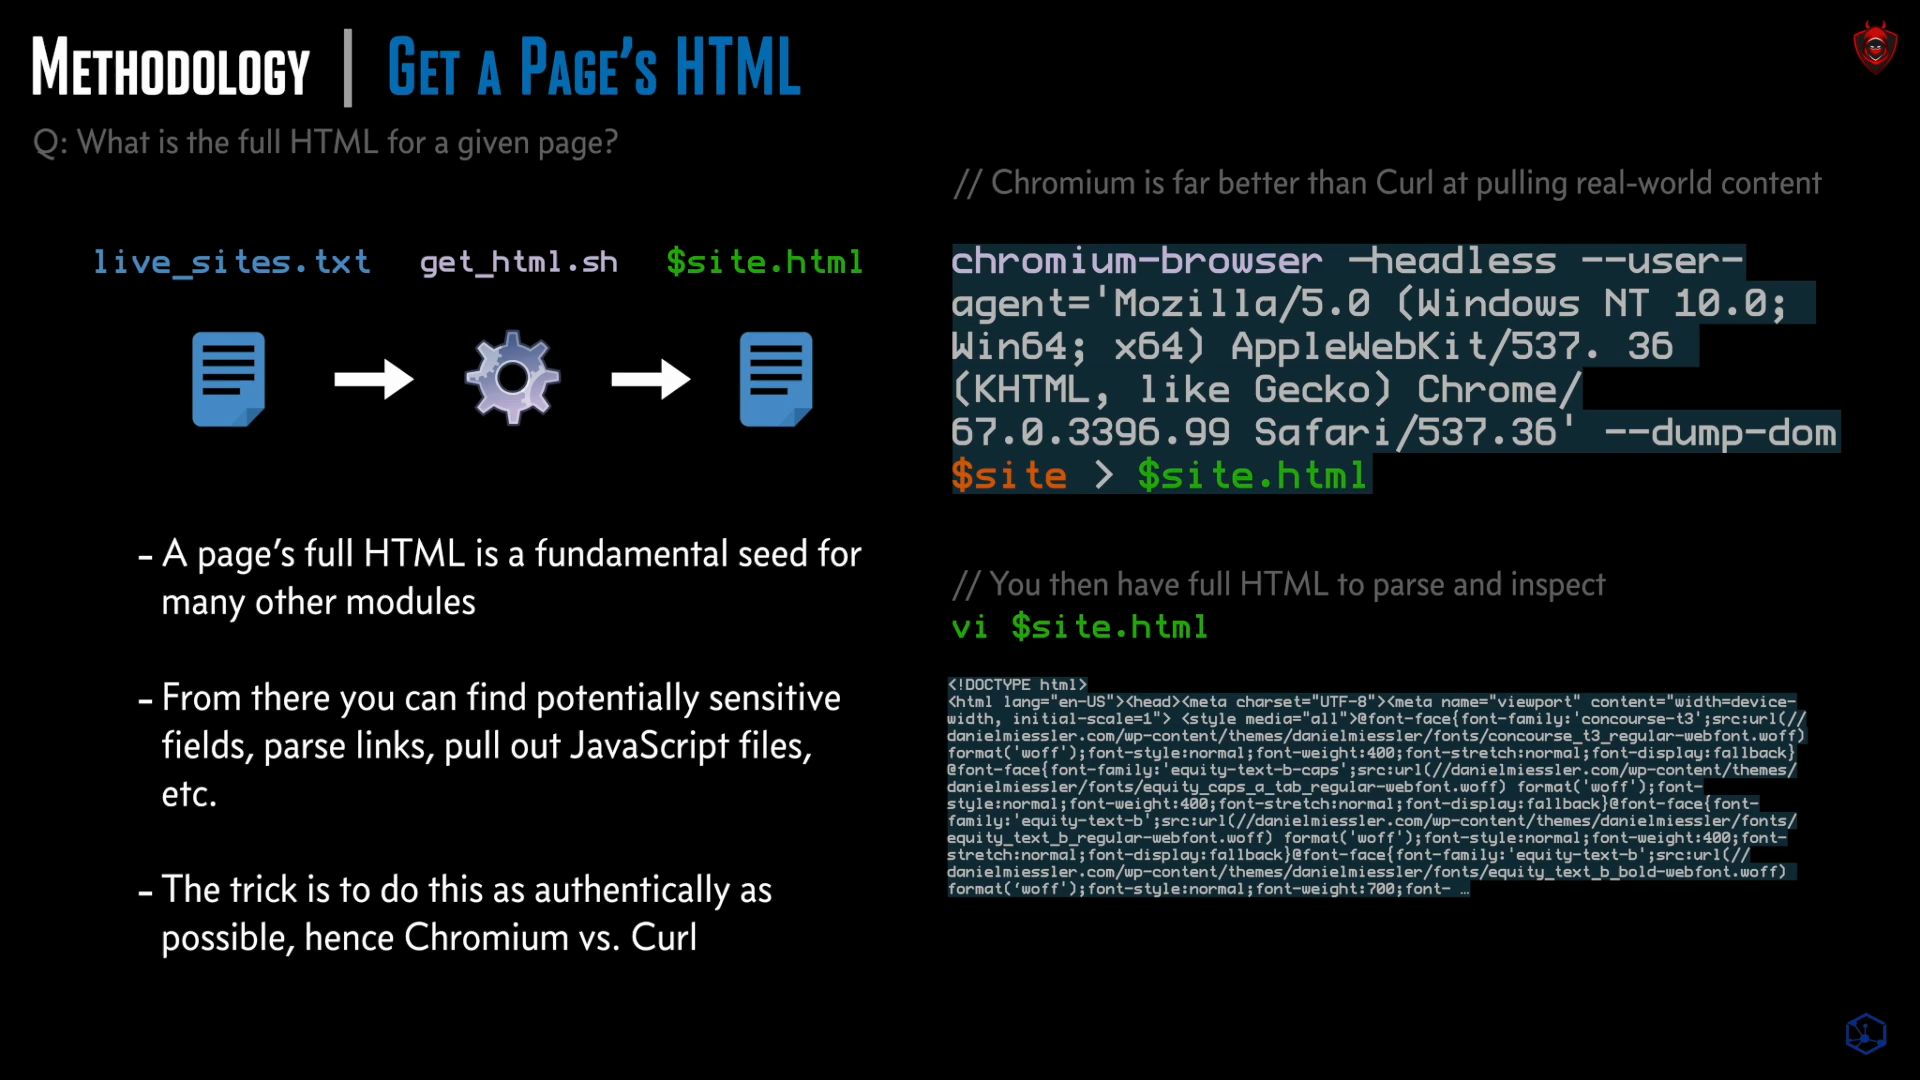 Methodology | Get a Page's HTML
Q: What is the full HTML for a given page?
live_sites.txt get_html.sh $site.html
- A page's full HTML is a fundamental seed for
many other modules
- From there you can find potentially sensitive
fields, parse links, pull out JavaScript files,
etc.
- The trick is to do this as authentically as
possible, hence Chromium vs. Curl
// Chromium is far better than Curl at pulling real-world content
chromium-browser —headless --user-
agent='Mozilla/5.0 (Windows NT 10.0;
Win64; x64) AppleWebKit/537. 36
(KHTML, like Gecko) Chrome/
67.0.3396.99 Safari/537.36' --dump-dom
$site > $site.html
// You then have full HTML to parse and inspect
vi $site.html
<!DOCTYPE html>
<html lang="en-US"><head><meta charset="UTF-8"><meta name="viewport" content="width=device-
width, initial-scale=1"> <style media="all">@font-face{font-family:'concourse-t3';src:url(//
danielmiessler.com/wp-content/themes/danielmiessler/fonts/concourse_t3_regular-webfont.woff)
format('woff');font-style:normal;font-weight:400;font-stretch:normal;font-display:fallback}
@font-face{font-family:'equity-text-b-caps';src:url(//danielmiessler.com/wp-content/themes/
danielmiessler/fonts/equity_caps_a_tab_regular-webfont.woff) format('woff');font-
style:normal;font-weight:400;font-stretch:normal;font-display:fallback}@font-face{font-
family:'equity-text-b';src:url(//danielmiessler.com/wp-content/themes/danielmiessler/fonts/
equity_text_b_regular-webfont.woff) format('woff');font-style:normal;font-weight:400;font-
stretch:normal;font-display:fallback}@font-face{font-family:'equity-text-b';src:url(//
danielmiessler.com/wp-content/themes/danielmiessler/fonts/equity_text_b_bold-webfont.woff)
format('woff');font-style:normal;font-weight:700;font- …